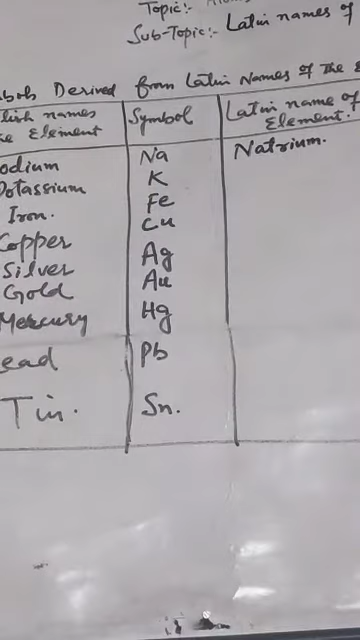 Topic:-
Sub-Topic:- Latin names of
Derived from Latin Names of The
names Symbol Latin name of
Element Element.
odium Na Natrium.
otassium K
Iron. Fe
Copper Cu
Silver Ag
Gold Au
Mercury Hg
ead Pb
Tin. Sn.